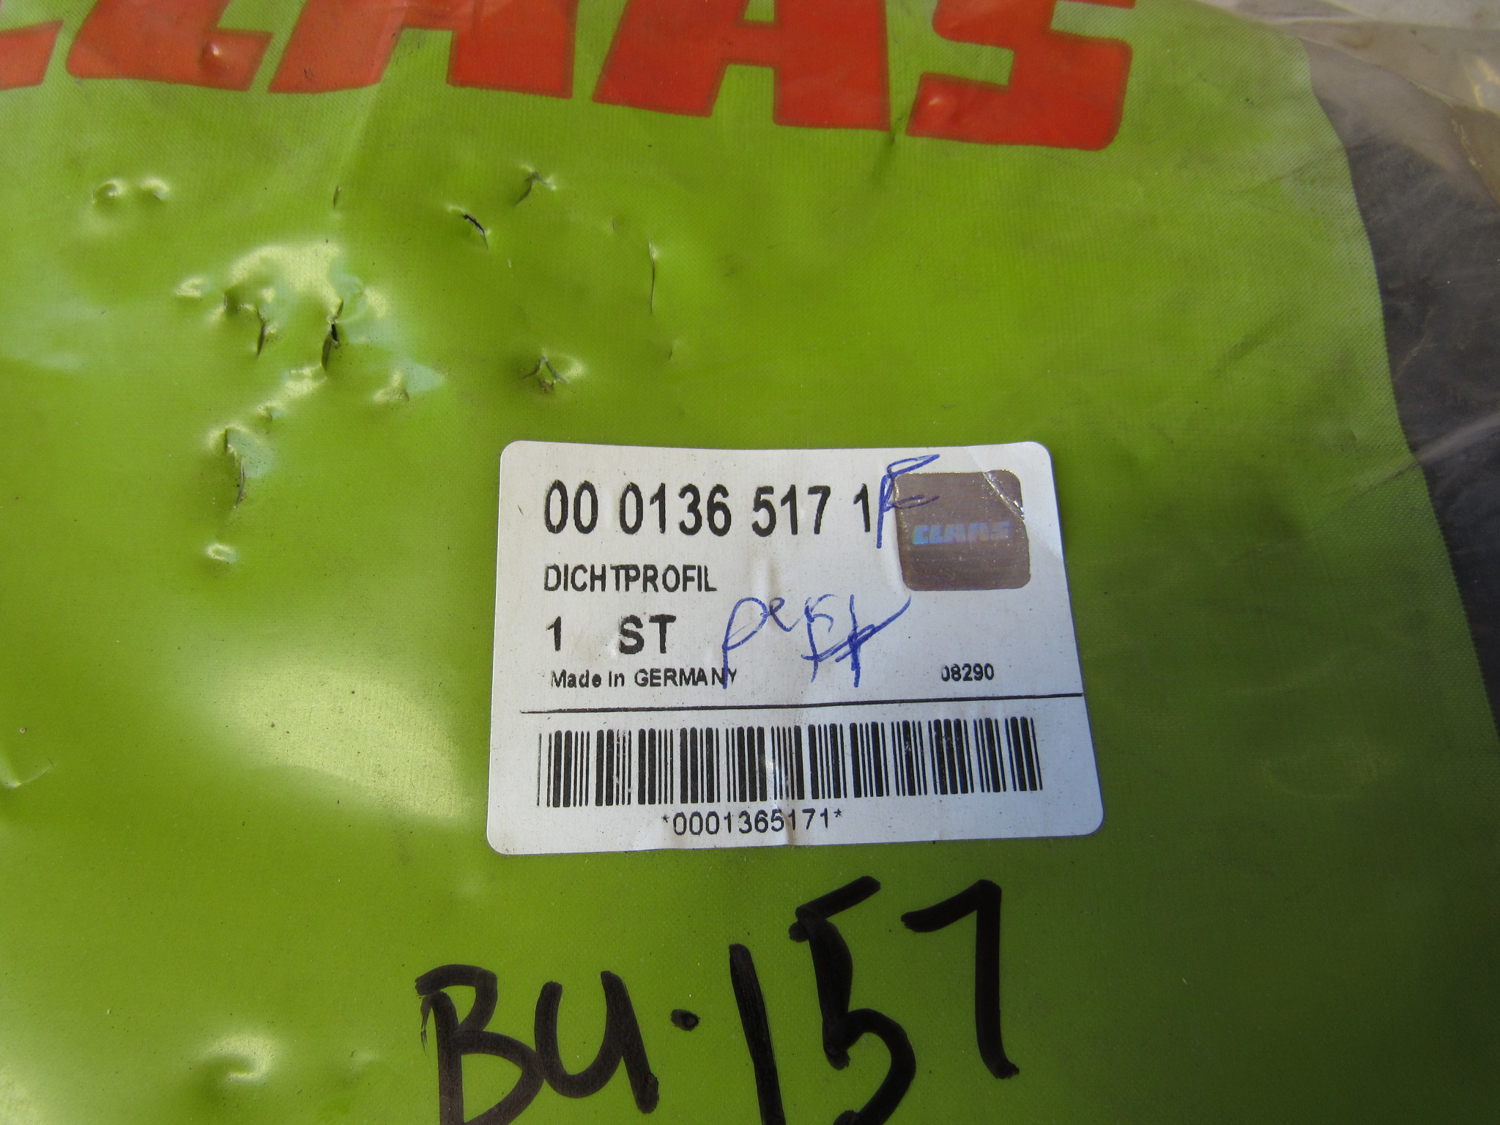 CLAAS
00 0136 517 1
CLAAS
DICHTPROFIL
1 ST
Made in GERMANY 08290
*0001365171*
BU·157